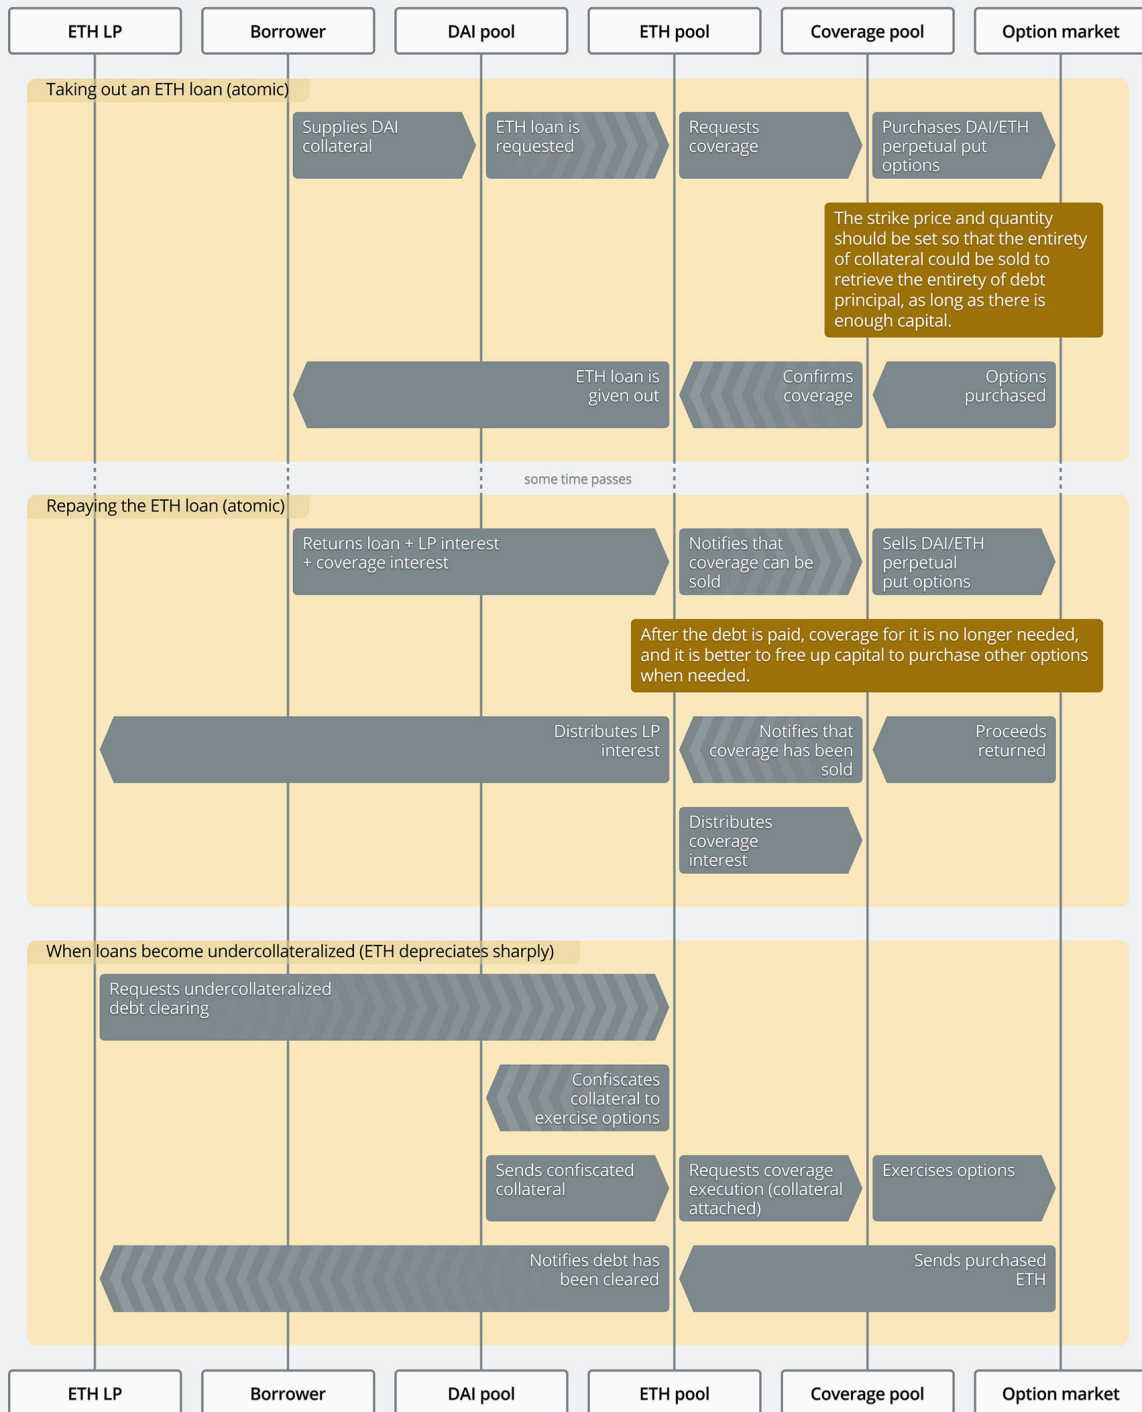 ETH LP
Borrower
DAI pool
ETH pool
Coverage pool
Option market
Taking out an ETH loan (atomic)
Supplies DAI
collateral
ETH loan is
requested
Requests
coverage
Purchases DAI/ETH
perpetual put
options
The strike price and quantity
should be set so that the entirety
of collateral could be sold to
retrieve the entirety of debt
principal, as long as there is
enough capital.
ETH loan is
given out
Confirms
coverage
Options
purchased
some time passes
Repaying the ETH loan (atomic)
Returns loan + LP interest
+ coverage interest
Notifies that
coverage can be
sold
Sells DAI/ETH
perpetual
put options
After the debt is paid, coverage for it is no longer needed,
and it is better to free up capital to purchase other options
when needed.
Distributes LP
interest
Notifies that
coverage has been
sold
Proceeds
returned
Distributes
coverage
interest
When loans become undercollateralized (ETH depreciates sharply)
Requests undercollateralized
debt clearing
Confiscates
collateral to
exercise options
Sends confiscated
collateral
Requests coverage
execution (collateral
attached)
Exercises options
Notifies debt has
been cleared
Sends purchased
ETH
ETH LP
Borrower
DAI pool
ETH pool
Coverage pool
Option market